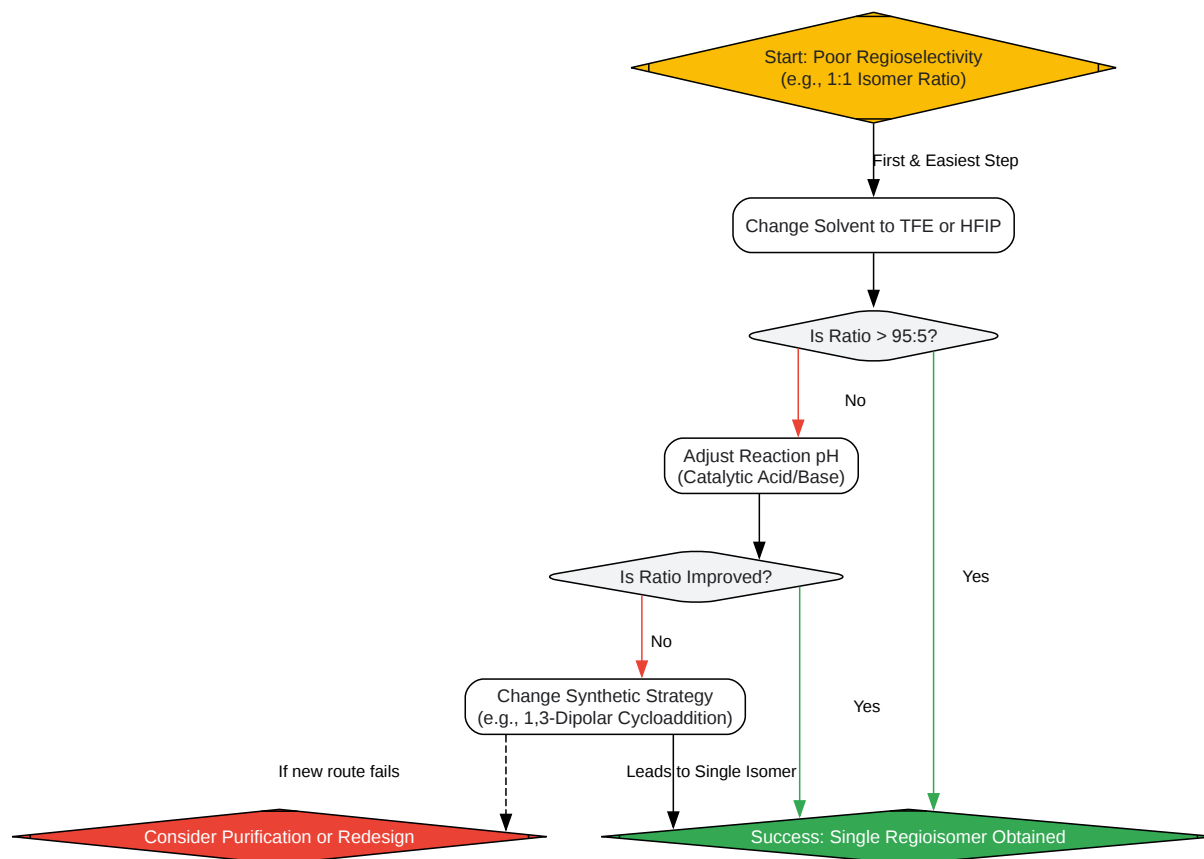 Start: Poor Regioselectivity
(e.g., 1:1 Isomer Ratio)
First & Easiest Step
Change Solvent to TFE or HFIP
Is Ratio > 95:5?
No
Adjust Reaction pH
(Catalytic Acid/Base)
Is Ratio Improved?
Yes
No
Change Synthetic Strategy
(e.g., 1,3-Dipolar Cycloaddition)
Yes
If new route fails
Leads to Single Isomer
Consider Purification or Redesign
Success: Single Regioisomer Obtained